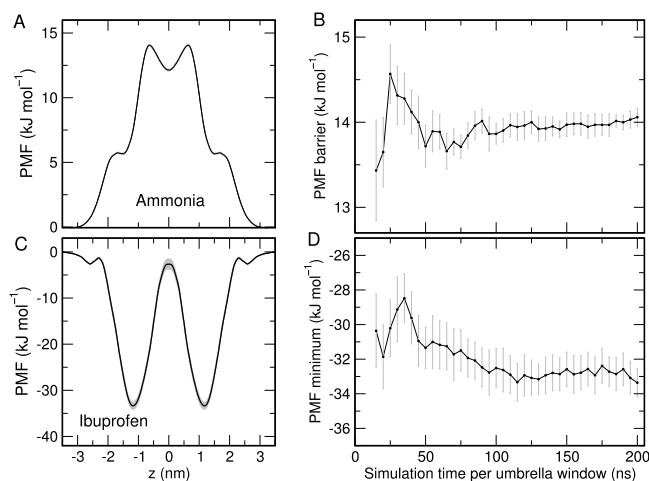 A
PMF (kJ mol⁻¹)
15
10
5
0
Ammonia
B
PMF barrier (kJ mol⁻¹)
15
14
13
C
PMF (kJ mol⁻¹)
0
-10
-20
-30
-40
Ibuprofen
-3 -2 -1 0 1 2 3
z (nm)
D
PMF minimum (kJ mol⁻¹)
-26
-28
-30
-32
-34
-36
0 50 100 150 200
Simulation time per umbrella window (ns)